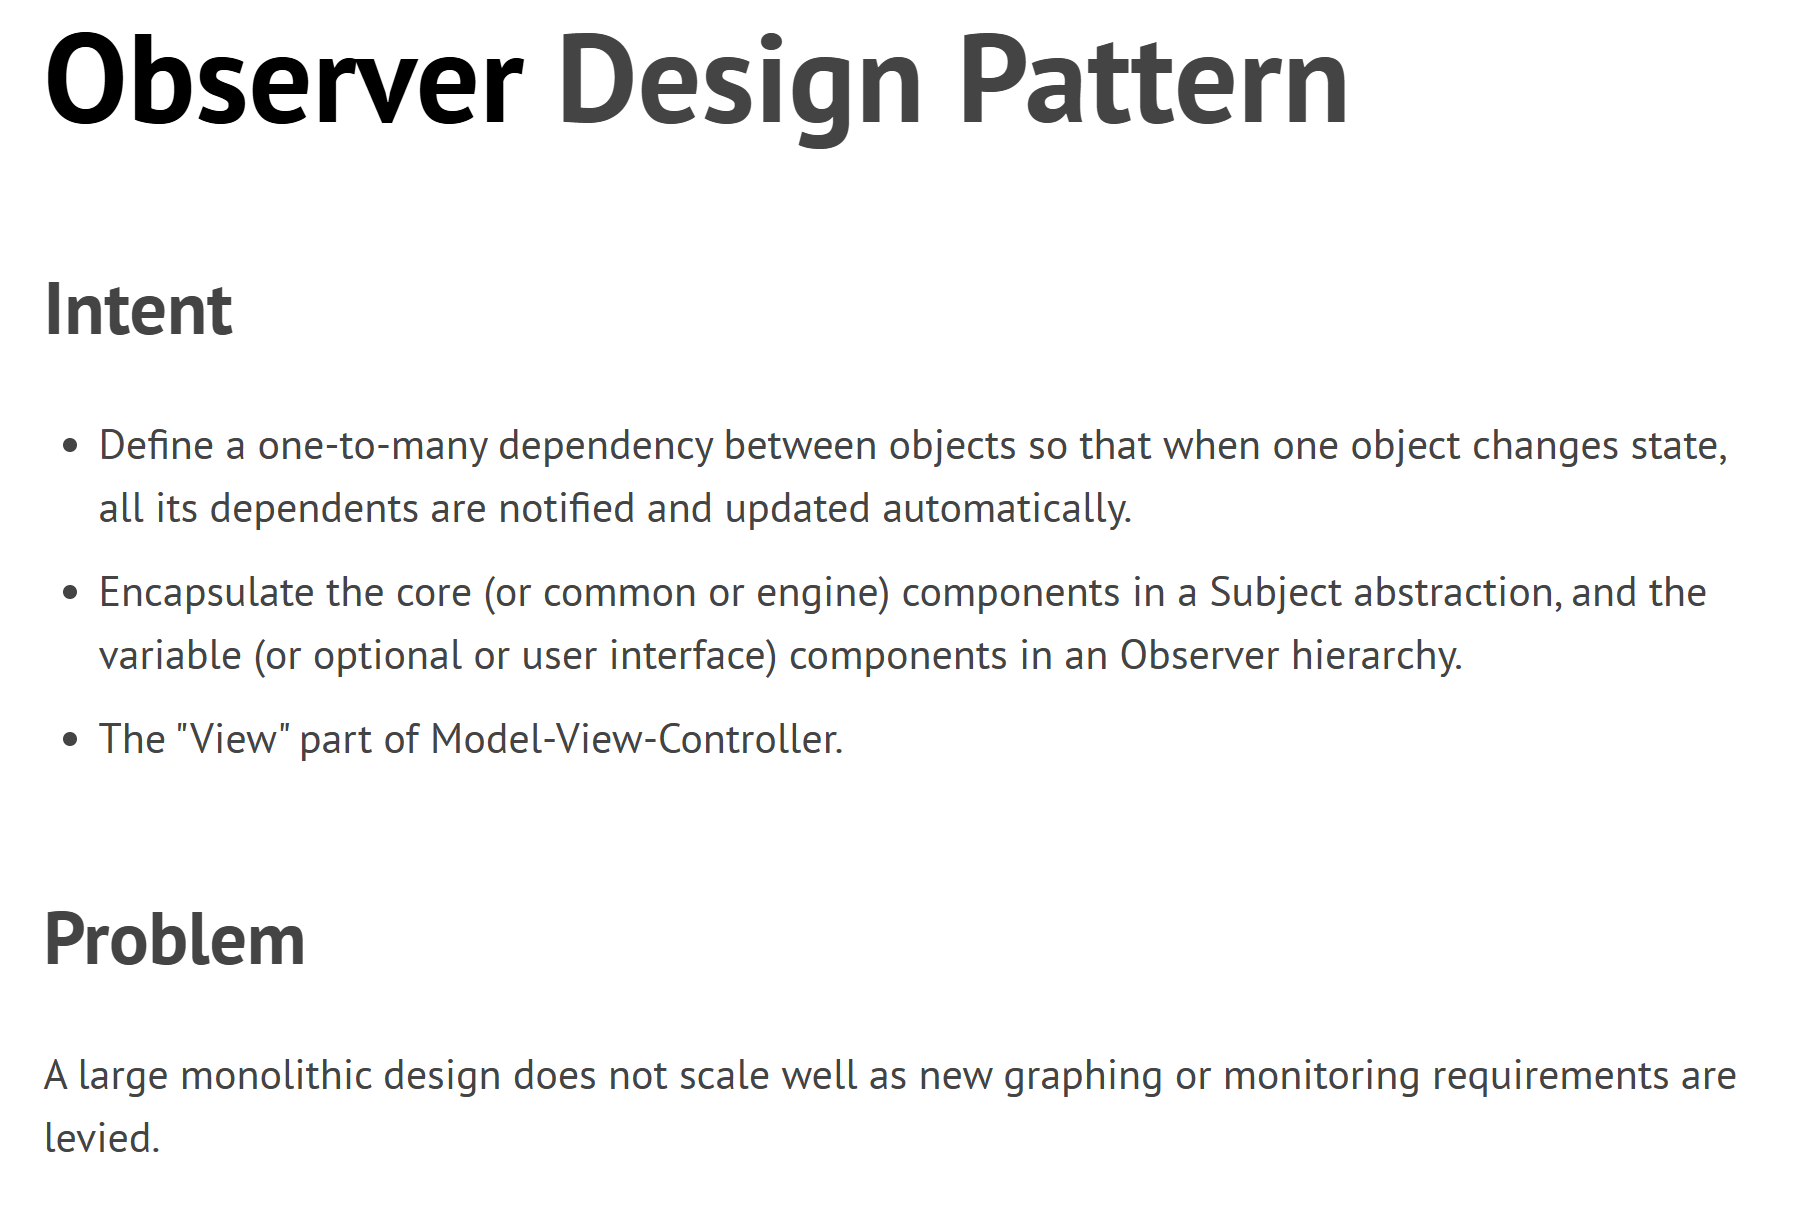 Observer Design Pattern
Intent
• Define a one-to-many dependency between objects so that when one object changes state,
all its dependents are notified and updated automatically.
• Encapsulate the core (or common or engine) components in a Subject abstraction, and the
variable (or optional or user interface) components in an Observer hierarchy.
• The "View" part of Model-View-Controller.
Problem
A large monolithic design does not scale well as new graphing or monitoring requirements are
levied.